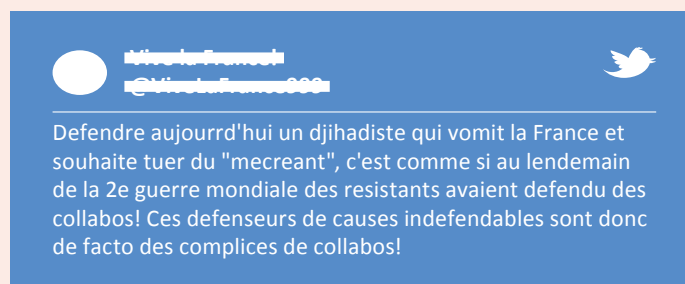 Defendre aujourrd'hui un djihadiste qui vomit la France et
souhaite tuer du "mecreant", c'est comme si au lendemain
de la 2e guerre mondiale des resistants avaient defendu des
collabos! Ces defenseurs de causes indefendables sont donc
de facto des complices de collabos!